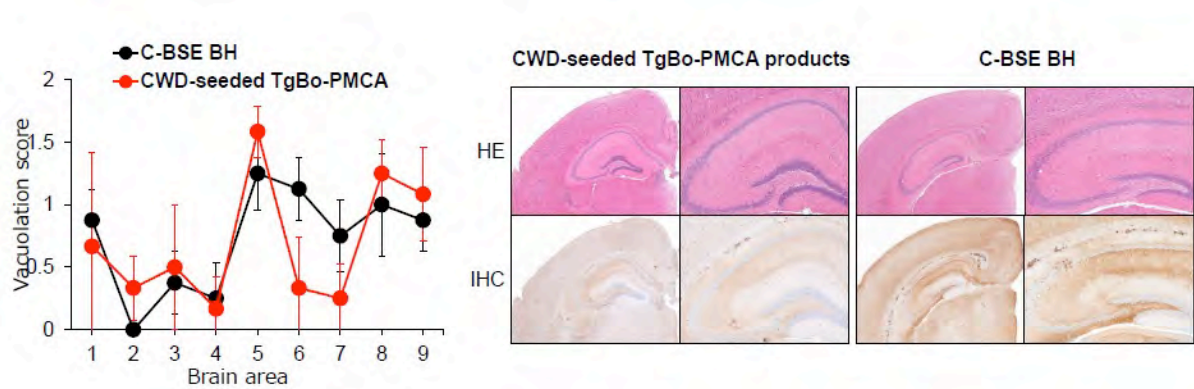 C-BSE BH
CWD-seeded TgBo-PMCA
2
1.5
1
0.5
0
Vacuolation score
1 2 3 4 5 6 7 8 9
Brain area
CWD-seeded TgBo-PMCA products C-BSE BH
HE
IHC